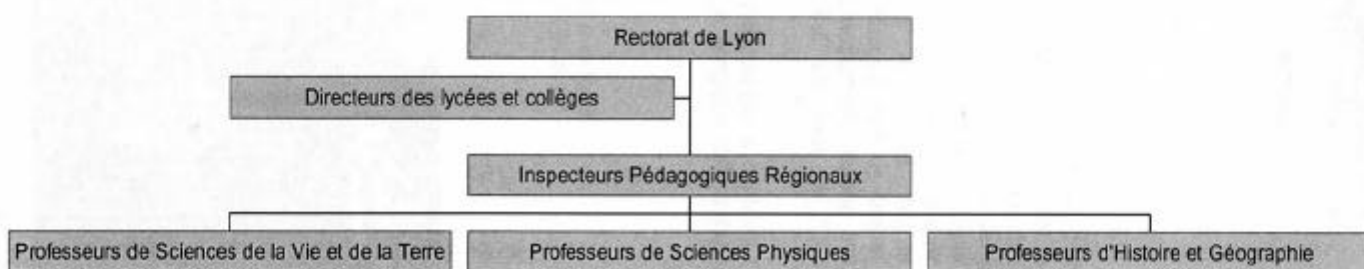 Rectorat de Lyon
Directeurs des lycées et collèges
Inspecteurs Pédagogiques Régionaux
Professeurs de Sciences de la Vie et de la Terre
Professeurs de Sciences Physiques
Professeurs d'Histoire et Géographie